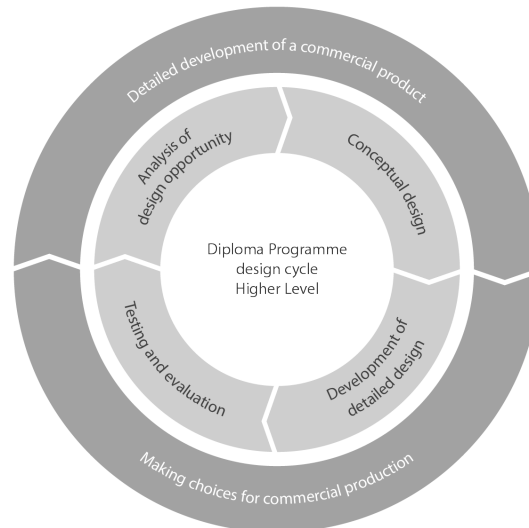 Detailed development of a commercial product
Analysis of
design opportunity
Conceptual design
Diploma Programme
design cycle
Higher Level
Testing and evaluation
Development of
detailed design
Making choices for commercial production